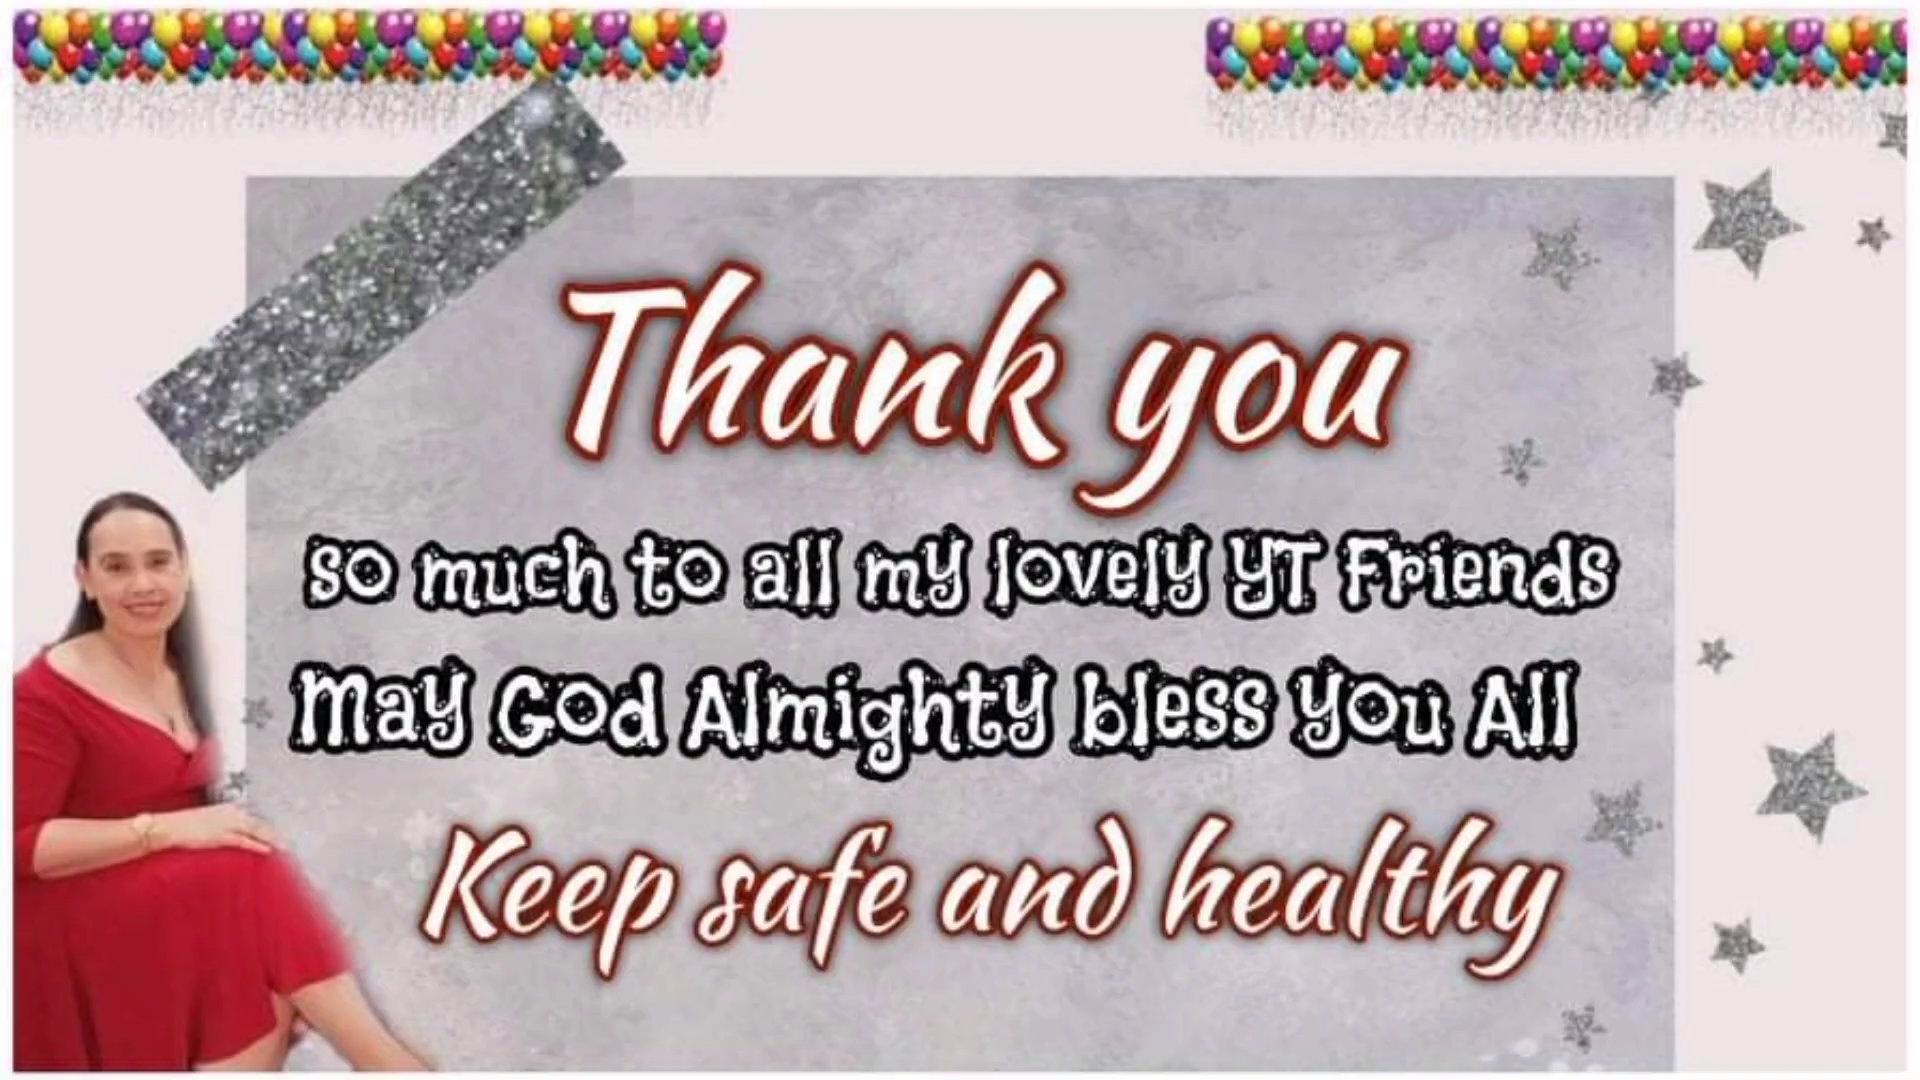 Thank you
so much to all my lovely YT Friends
May God Almighty bless you All
Keep safe and healthy